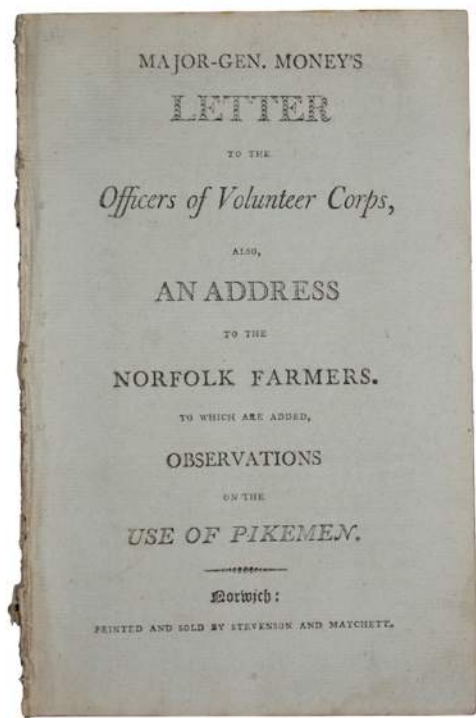 MAJOR-GEN. MONEY'S
LETTER
TO THE
Officers of Volunteer Corps,
ALSO,
AN ADDRESS
TO THE
NORFOLK FARMERS.
TO WHICH ARE ADDED,
OBSERVATIONS
ON THE
USE OF PIKEMEN.
Norwich:
PRINTED AND SOLD BY STEVENSON AND MATCHETT.